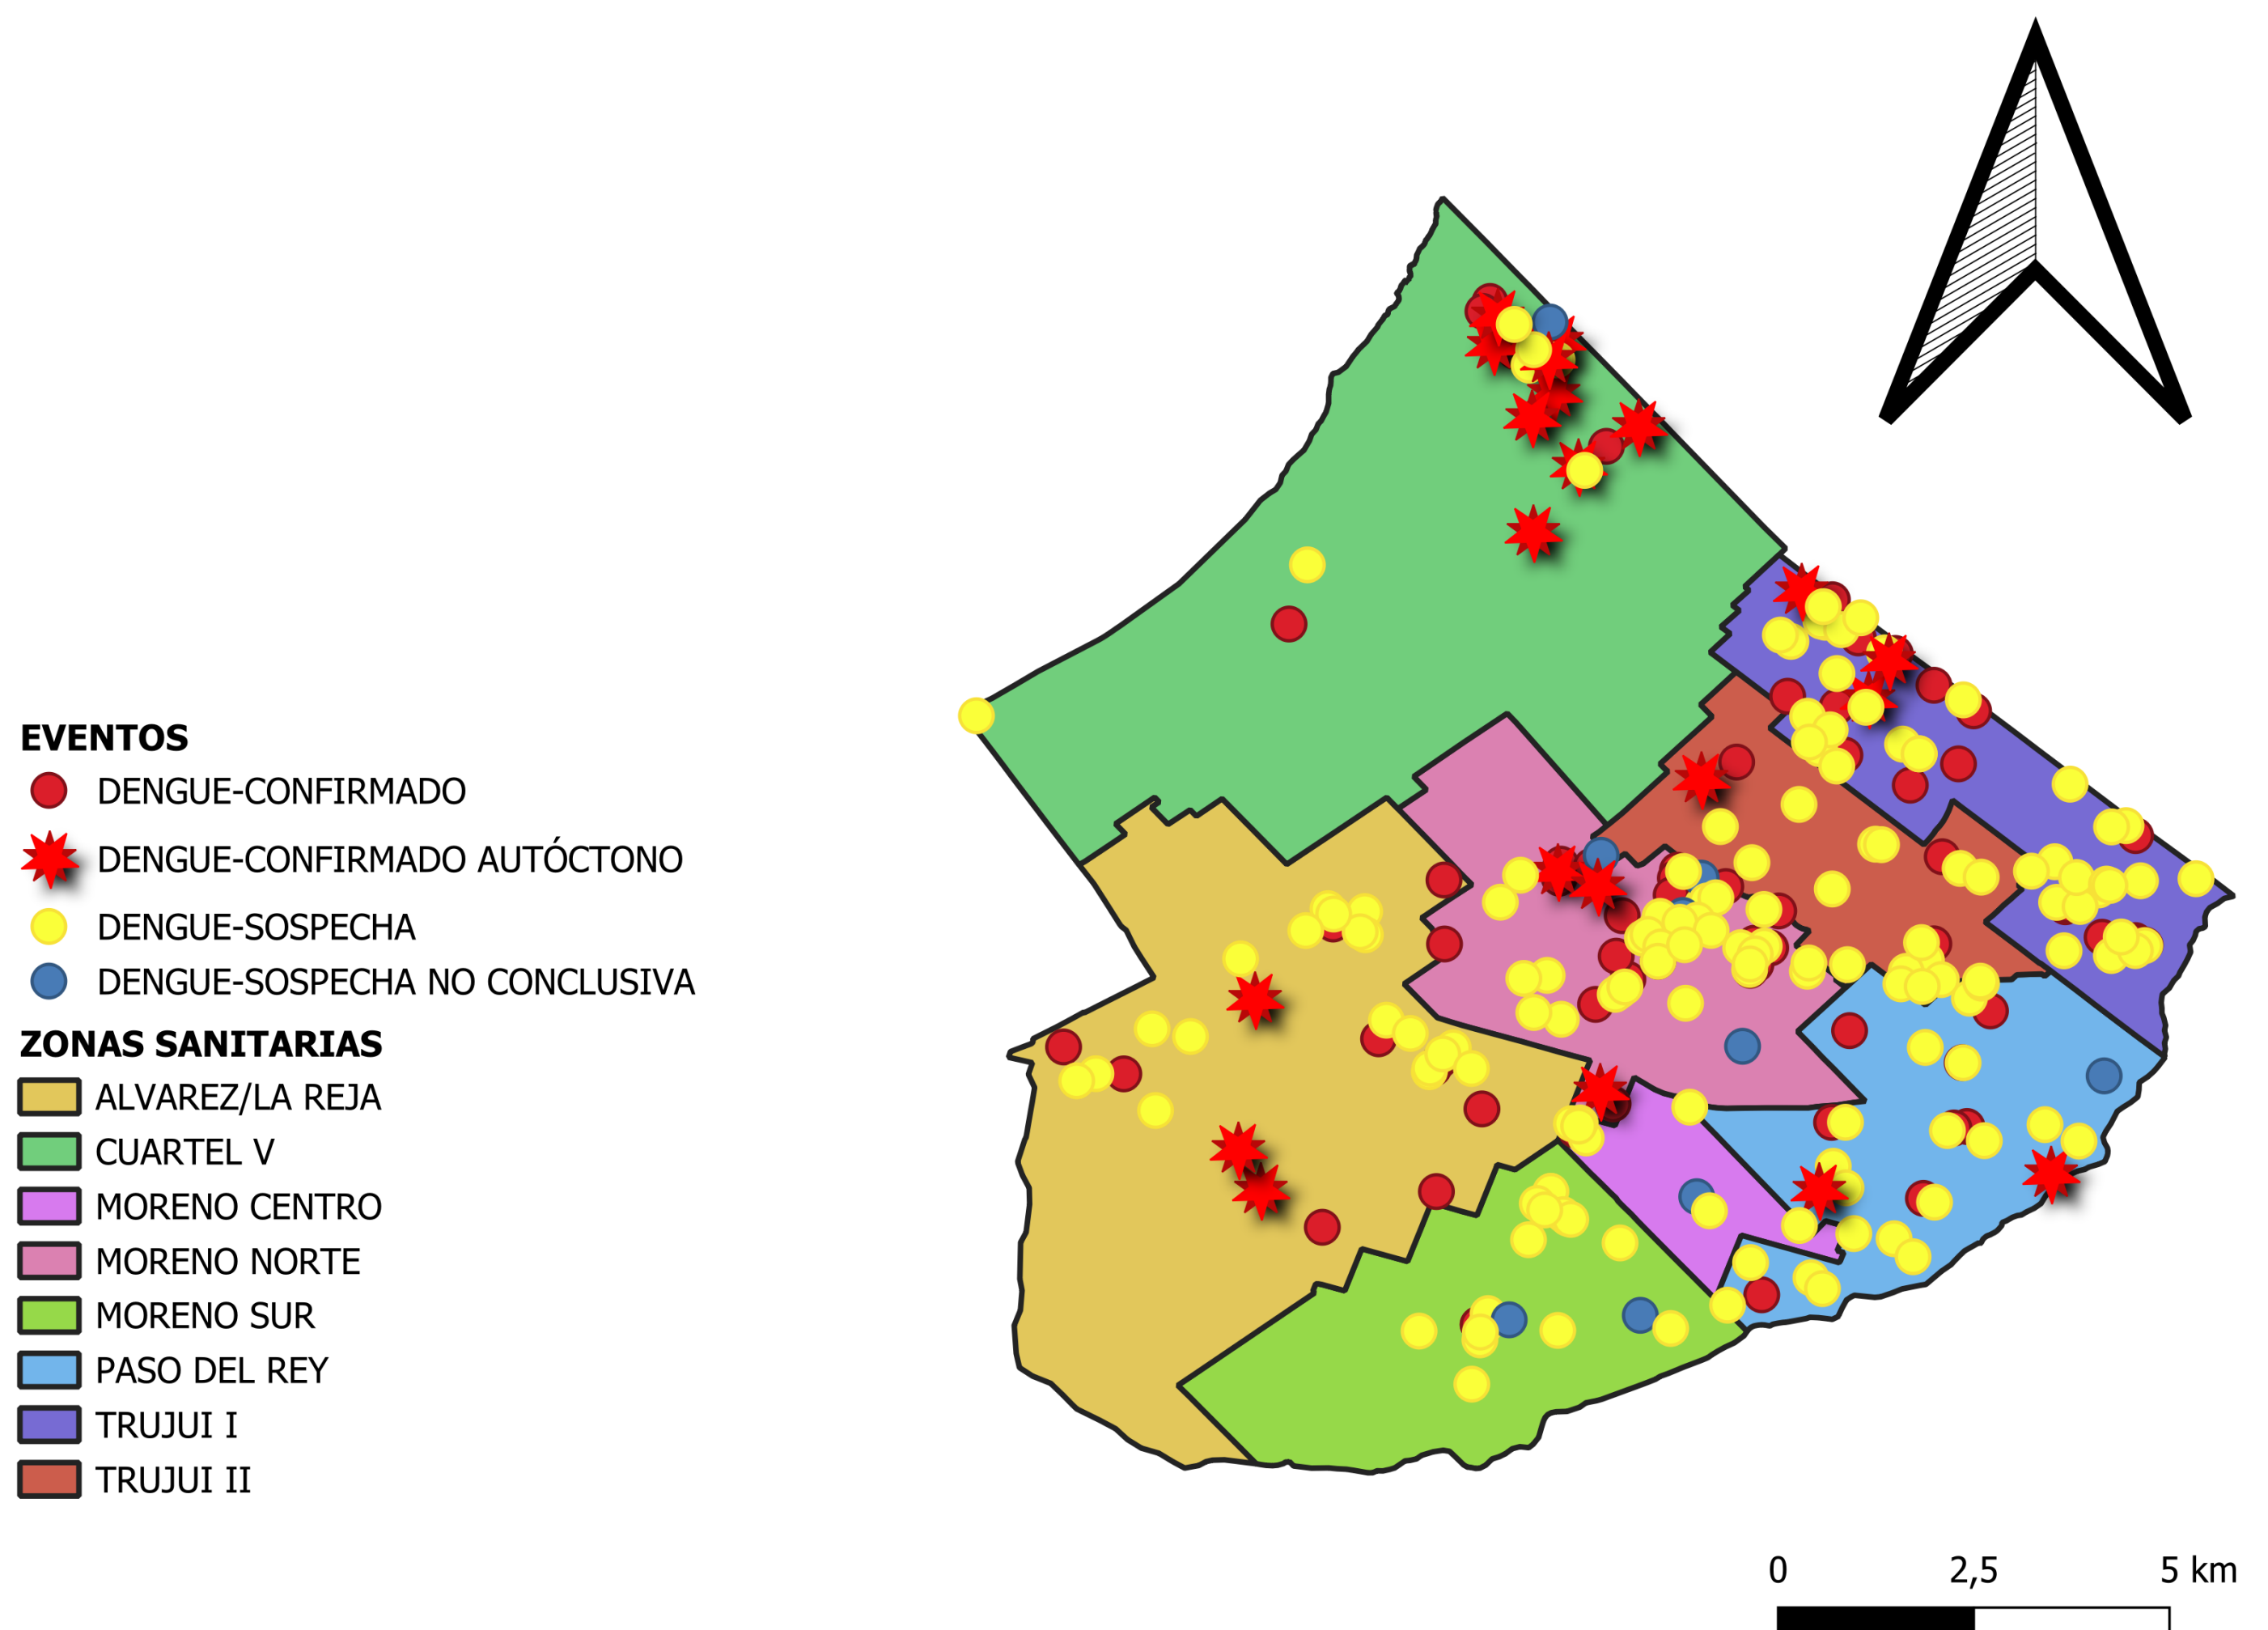 EVENTOS
DENGUE-CONFIRMADO
DENGUE-CONFIRMADO AUTÓCTONO
DENGUE-SOSPECHA
DENGUE-SOSPECHA NO CONCLUSIVA
ZONAS SANITARIAS
ALVAREZ/LA REJA
CUARTEL V
MORENO CENTRO
MORENO NORTE
MORENO SUR
PASO DEL REY
TRUJUI I
TRUJUI II
0 2,5 5 km